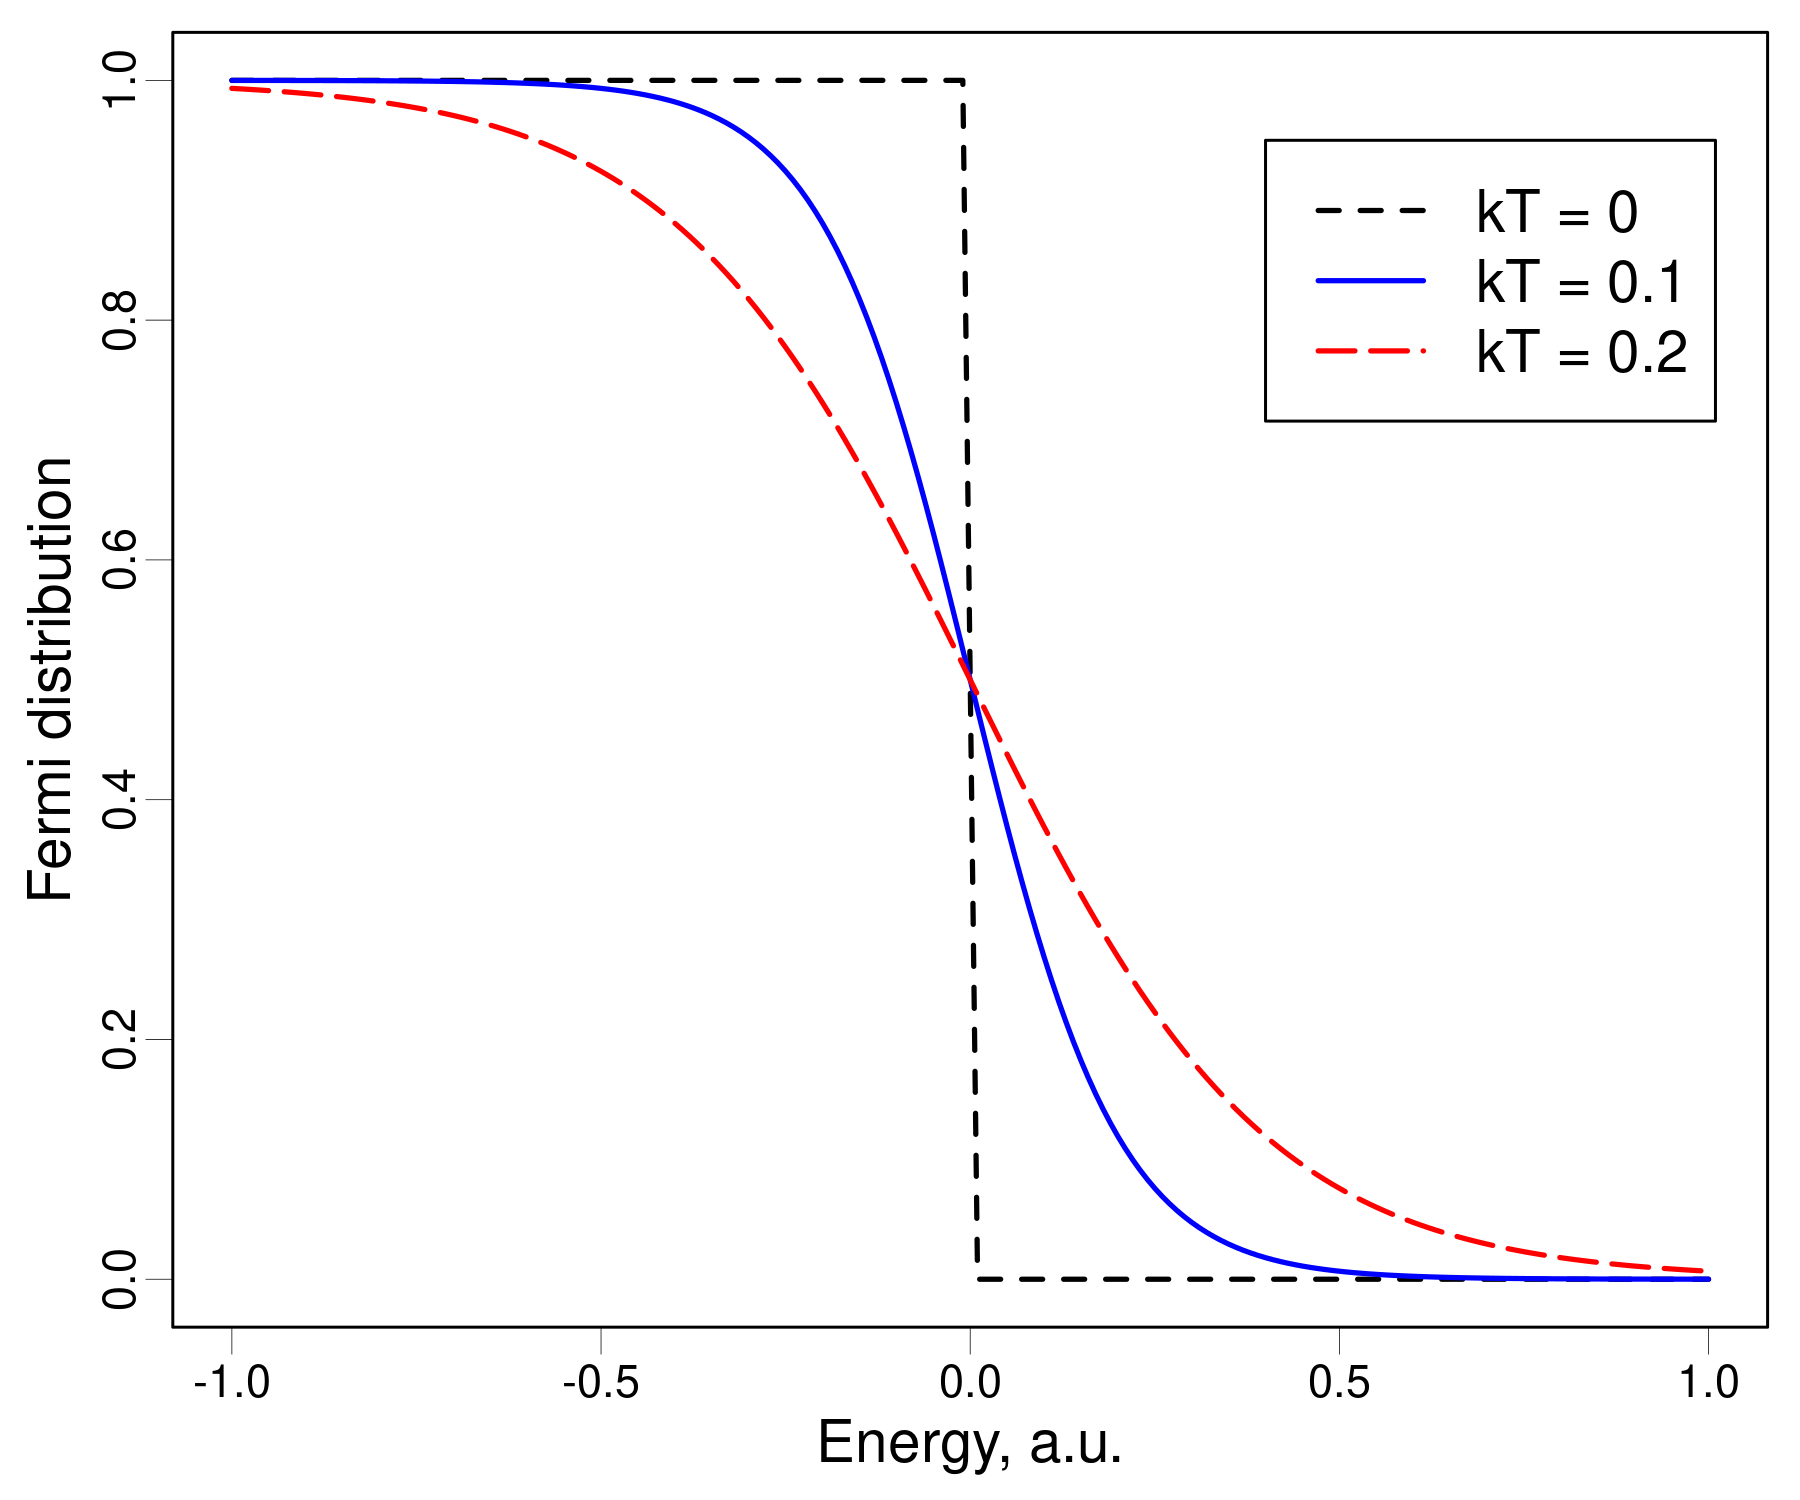 Fermi distribution
1.0
0.8
0.6
0.4
0.2
0.0
kT = 0
kT = 0.1
kT = 0.2
-1.0 -0.5 0.0 0.5 1.0
Energy, a.u.